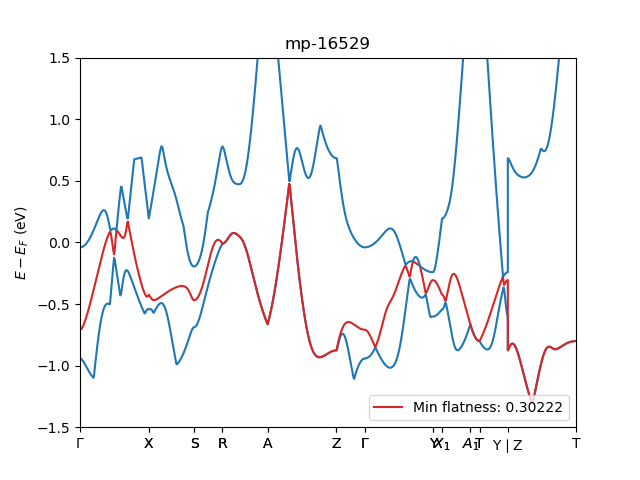 mp-16529
E − E_F (eV)
1.5
1.0
0.5
0.0
−0.5
−1.0
−1.5
Min flatness: 0.30222
Γ X S R A Z Γ Y X₁ A₁ T Y | Z T